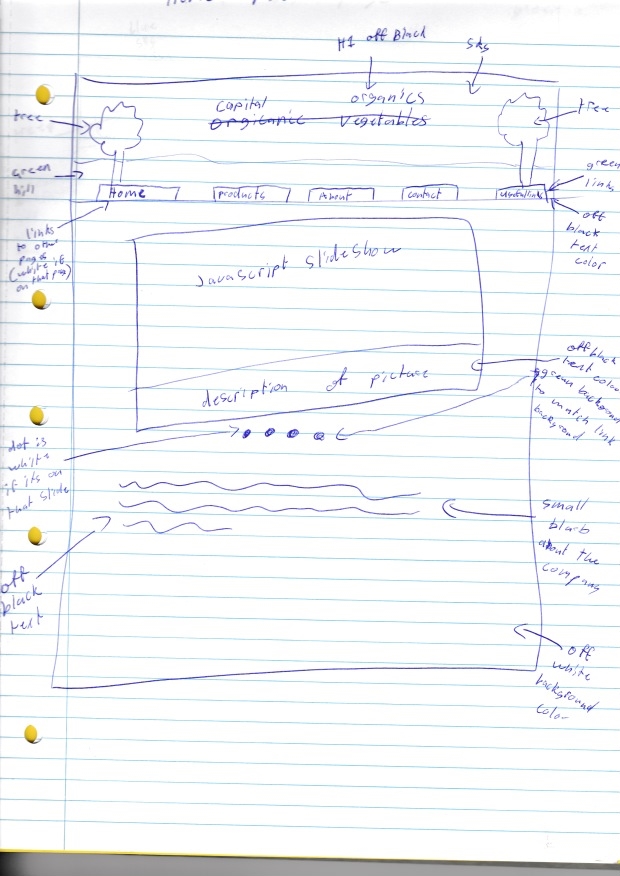 H1 off Black
sky
capital organics
orgicanic vegetables
tree
tree
green
hill
green
links
Home
products
About
contact
usefull links
links
to other
pages
(white if
on that page)
off
black
text
color
Javascript slideshow
description of picture
off black
text color
green background
to match link
background
dot is
white
if its on
that slide
small
blurb
about the
company
off
black
text
off
white
background
color